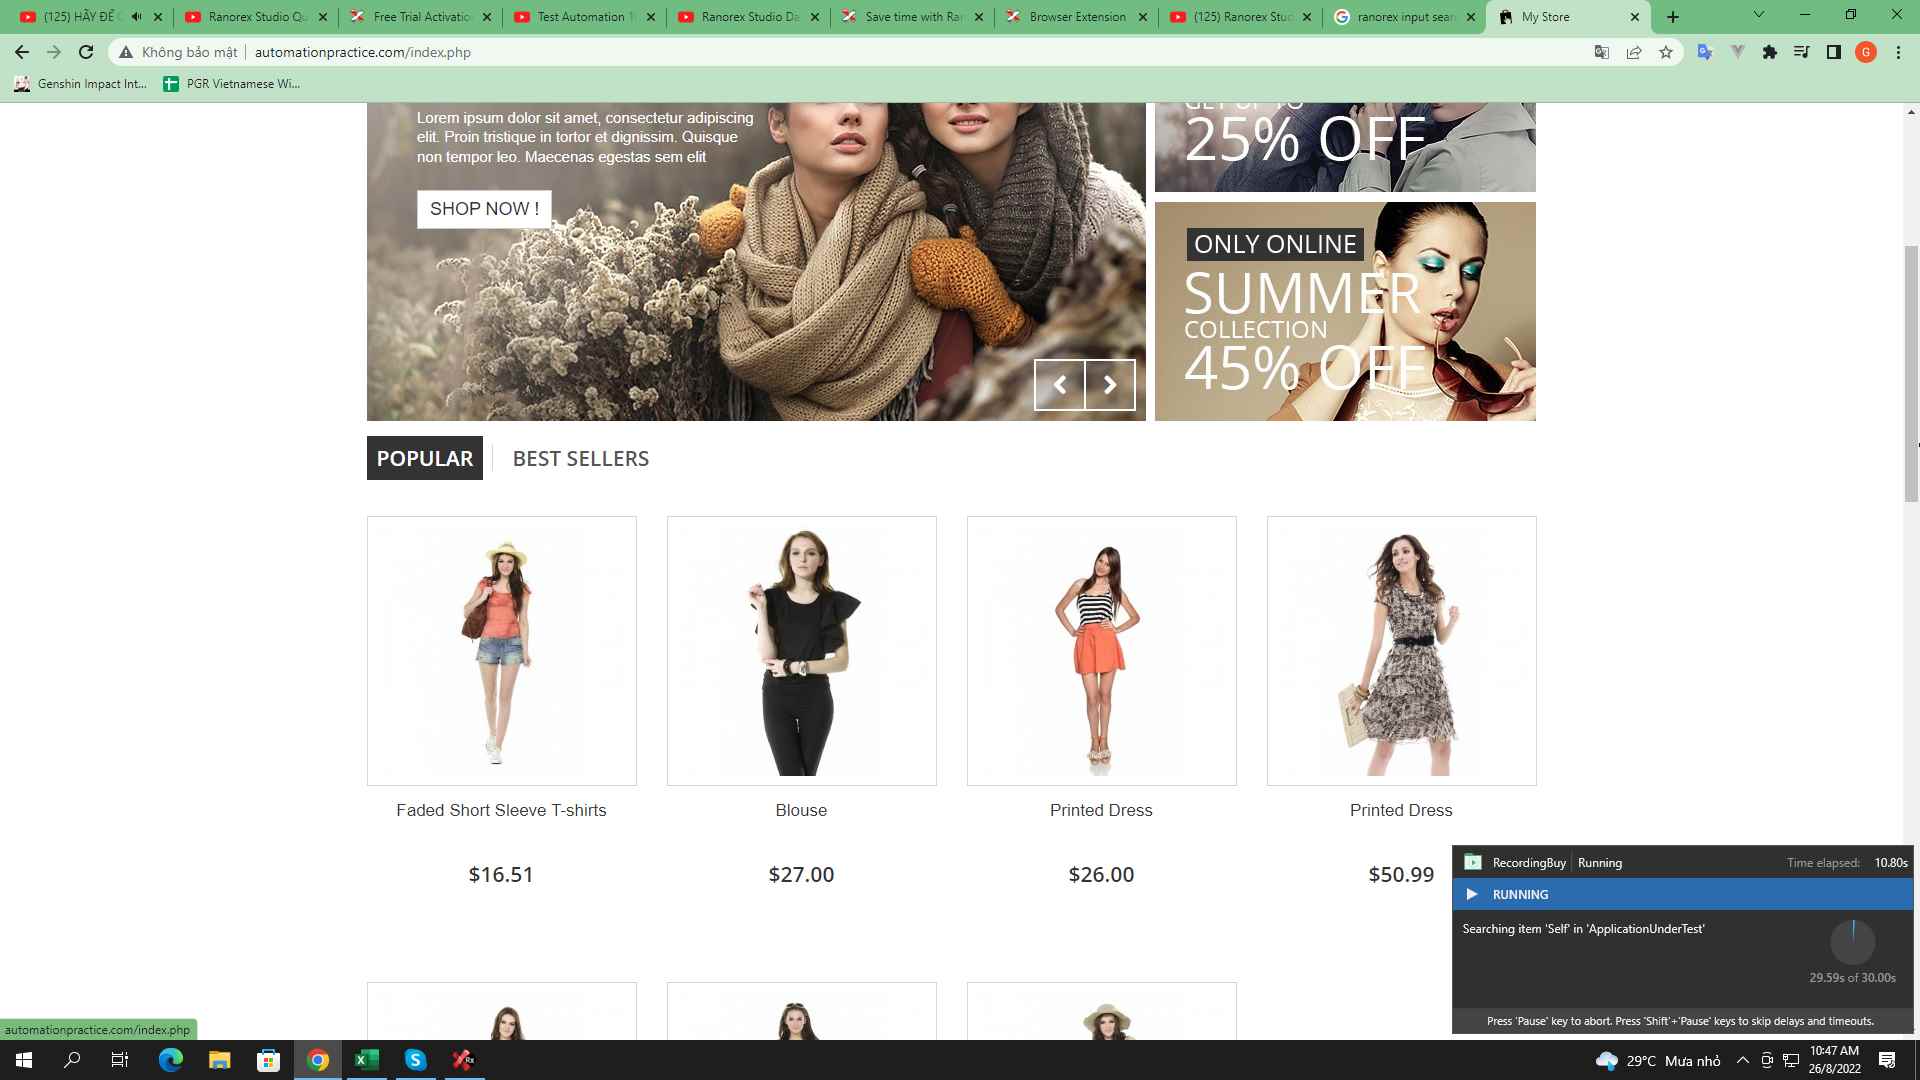 (125) HÃY ĐỂ
Ranorex Studio Qu
Free Trial Activation
Test Automation
Ranorex Studio Da
Save time with Ran
Browser Extension
(125) Ranorex Stud
ranorex input sear
My Store
Không bảo mật
automationpractice.com/index.php
G
Genshin Impact Int...
PGR Vietnamese Wi...
Lorem ipsum dolor sit amet, consectetur adipiscing
elit. Proin tristique in tortor et dignissim. Quisque
non tempor leo. Maecenas egestas sem elit
SHOP NOW !
GET UP TO
25% OFF
ONLY ONLINE
SUMMER
COLLECTION
45% OFF
POPULAR
BEST SELLERS
Faded Short Sleeve T-shirts
Blouse
Printed Dress
Printed Dress
$16.51
$27.00
$26.00
$50.99
RecordingBuy
Running
Time elapsed: 10.80s
RUNNING
Searching item 'Self' in 'ApplicationUnderTest'
29.59s of 30.00s
Press 'Pause' key to abort. Press 'Shift'+'Pause' keys to skip delays and timeouts.
automationpractice.com/index.php
29°C Mưa nhỏ
10:47 AM
26/8/2022